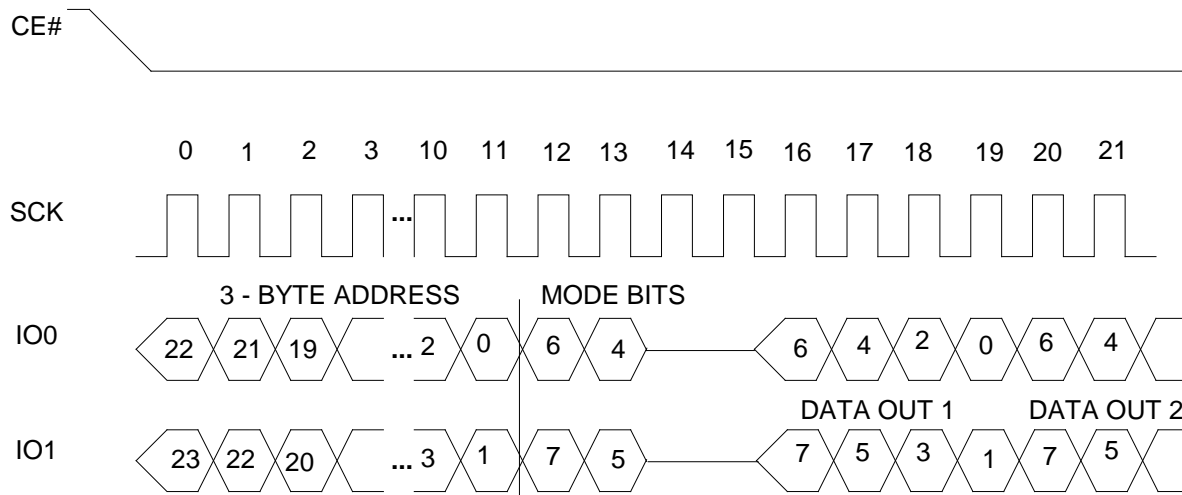 CE#
0 1 2 3 10 11 12 13 14 15 16 17 18 19 20 21
SCK ...
3 - BYTE ADDRESS MODE BITS
IO0 22 21 19 ... 2 0 6 4 6 4 2 0 6 4
DATA OUT 1 DATA OUT 2
IO1 23 22 20 ... 3 1 7 5 7 5 3 1 7 5